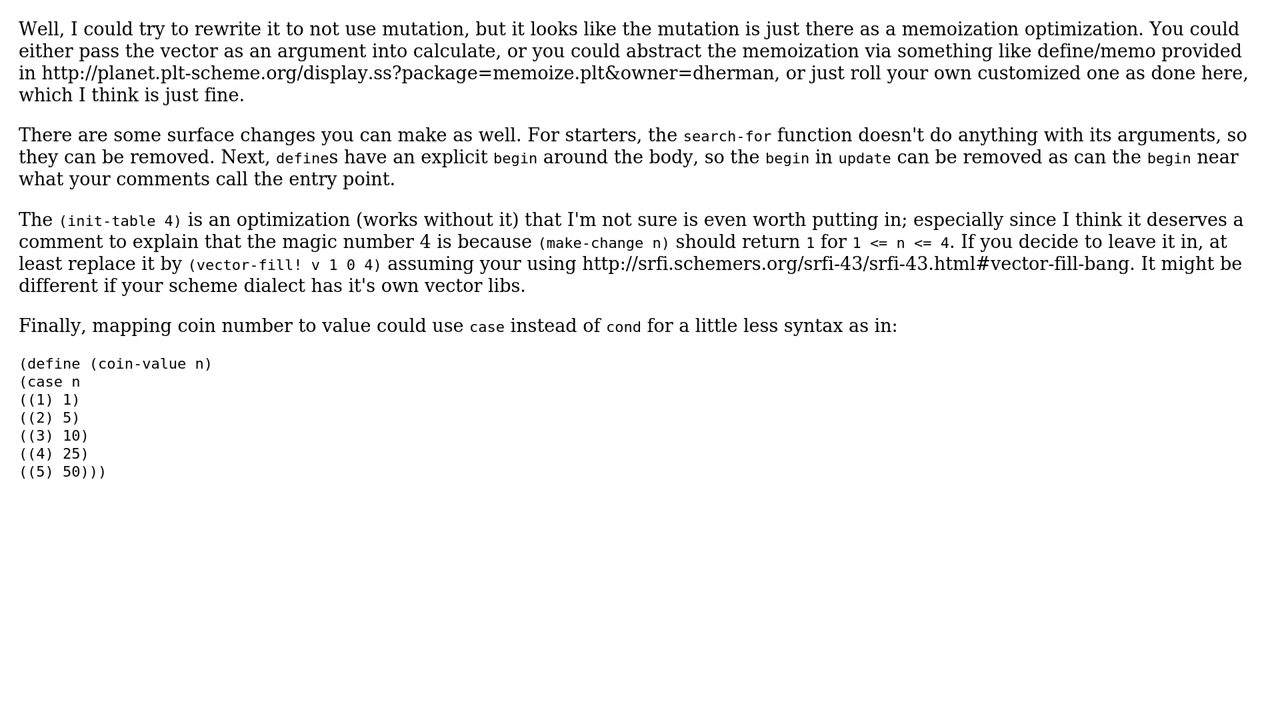 Well, I could try to rewrite it to not use mutation, but it looks like the mutation is just there as a memoization optimization. You could
either pass the vector as an argument into calculate, or you could abstract the memoization via something like define/memo provided
in http://planet.plt-scheme.org/display.ss?package=memoize.plt&owner=dherman, or just roll your own customized one as done here,
which I think is just fine.
There are some surface changes you can make as well. For starters, the search-for function doesn't do anything with its arguments, so
they can be removed. Next, defines have an explicit begin around the body, so the begin in update can be removed as can the begin near
what your comments call the entry point.
The (init-table 4) is an optimization (works without it) that I'm not sure is even worth putting in; especially since I think it deserves a
comment to explain that the magic number 4 is because (make-change n) should return 1 for 1 <= n <= 4. If you decide to leave it in, at
least replace it by (vector-fill! v 1 0 4) assuming your using http://srfi.schemers.org/srfi-43/srfi-43.html#vector-fill-bang. It might be
different if your scheme dialect has it's own vector libs.
Finally, mapping coin number to value could use case instead of cond for a little less syntax as in:
(define (coin-value n)
(case n
((1) 1)
((2) 5)
((3) 10)
((4) 25)
((5) 50)))